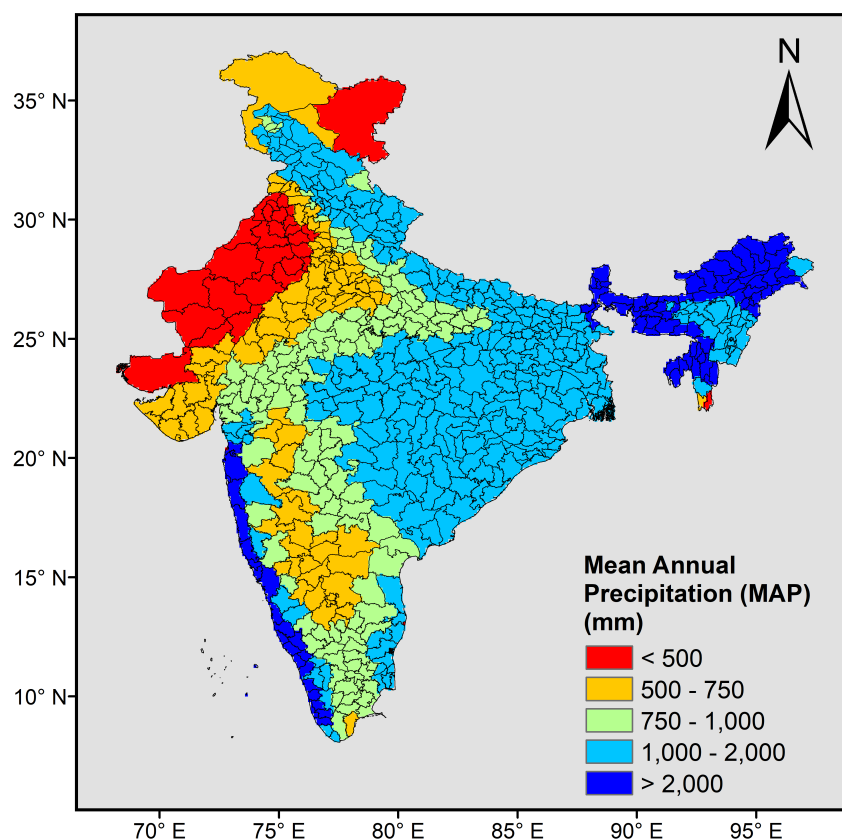 N
35° N
30° N
25° N
20° N
15° N
10° N
Mean Annual
Precipitation (MAP)
(mm)
< 500
500 - 750
750 - 1,000
1,000 - 2,000
> 2,000
70° E 75° E 80° E 85° E 90° E 95° E